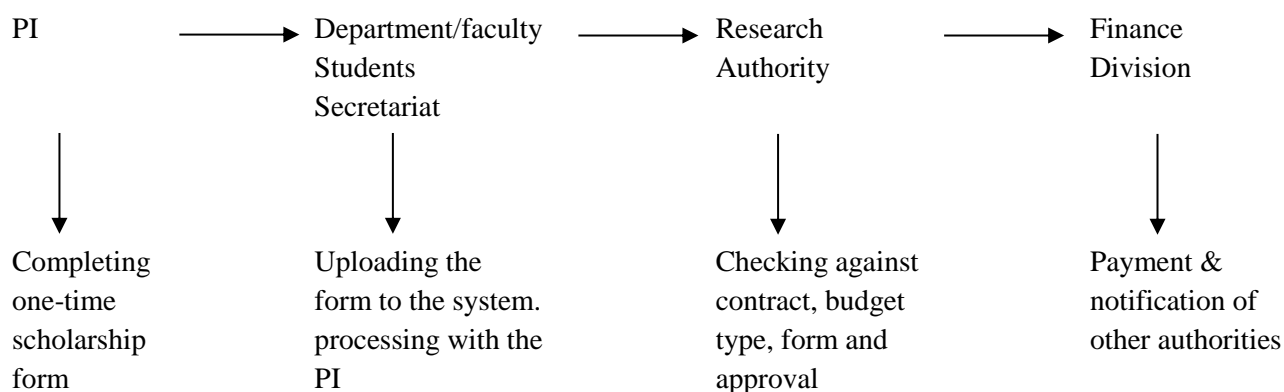 PI
Department/faculty
Students
Secretariat
Research
Authority
Finance
Division
Completing
one-time
scholarship
form
Uploading the
form to the system.
processing with the
PI
Checking against
contract, budget
type, form and
approval
Payment &
notification of
other authorities